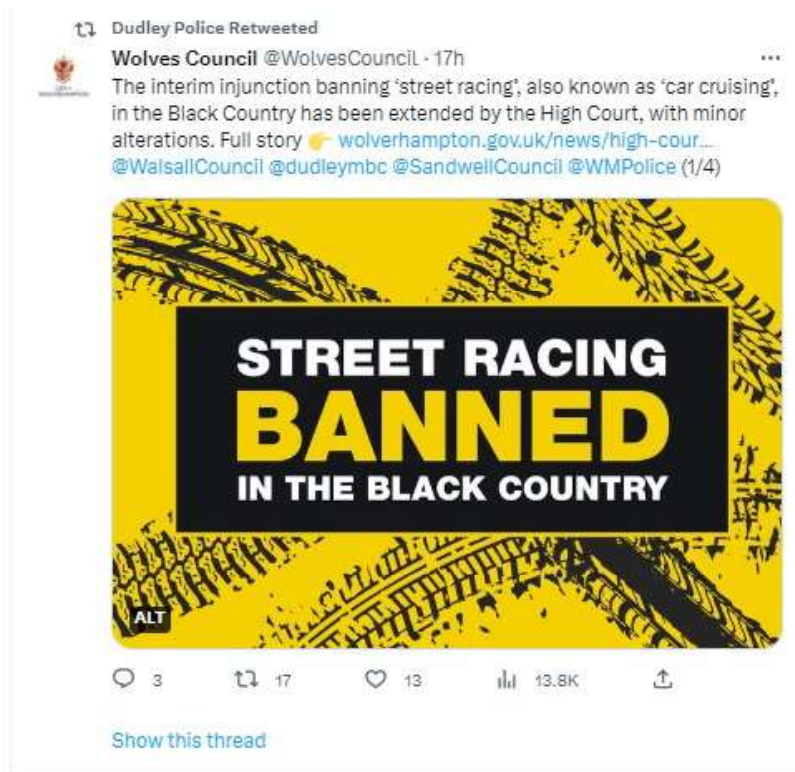 Dudley Police Retweeted
Wolves Council @WolvesCouncil · 17h
The interim injunction banning ‘street racing’, also known as ‘car cruising’,
in the Black Country has been extended by the High Court, with minor
alterations. Full story 👉 wolverhampton.gov.uk/news/high-cour...
@WalsallCouncil @dudleymbc @SandwellCouncil @WMPolice (1/4)
STREET RACING
BANNED
IN THE BLACK COUNTRY
ALT
3 17 13 13.8K
Show this thread